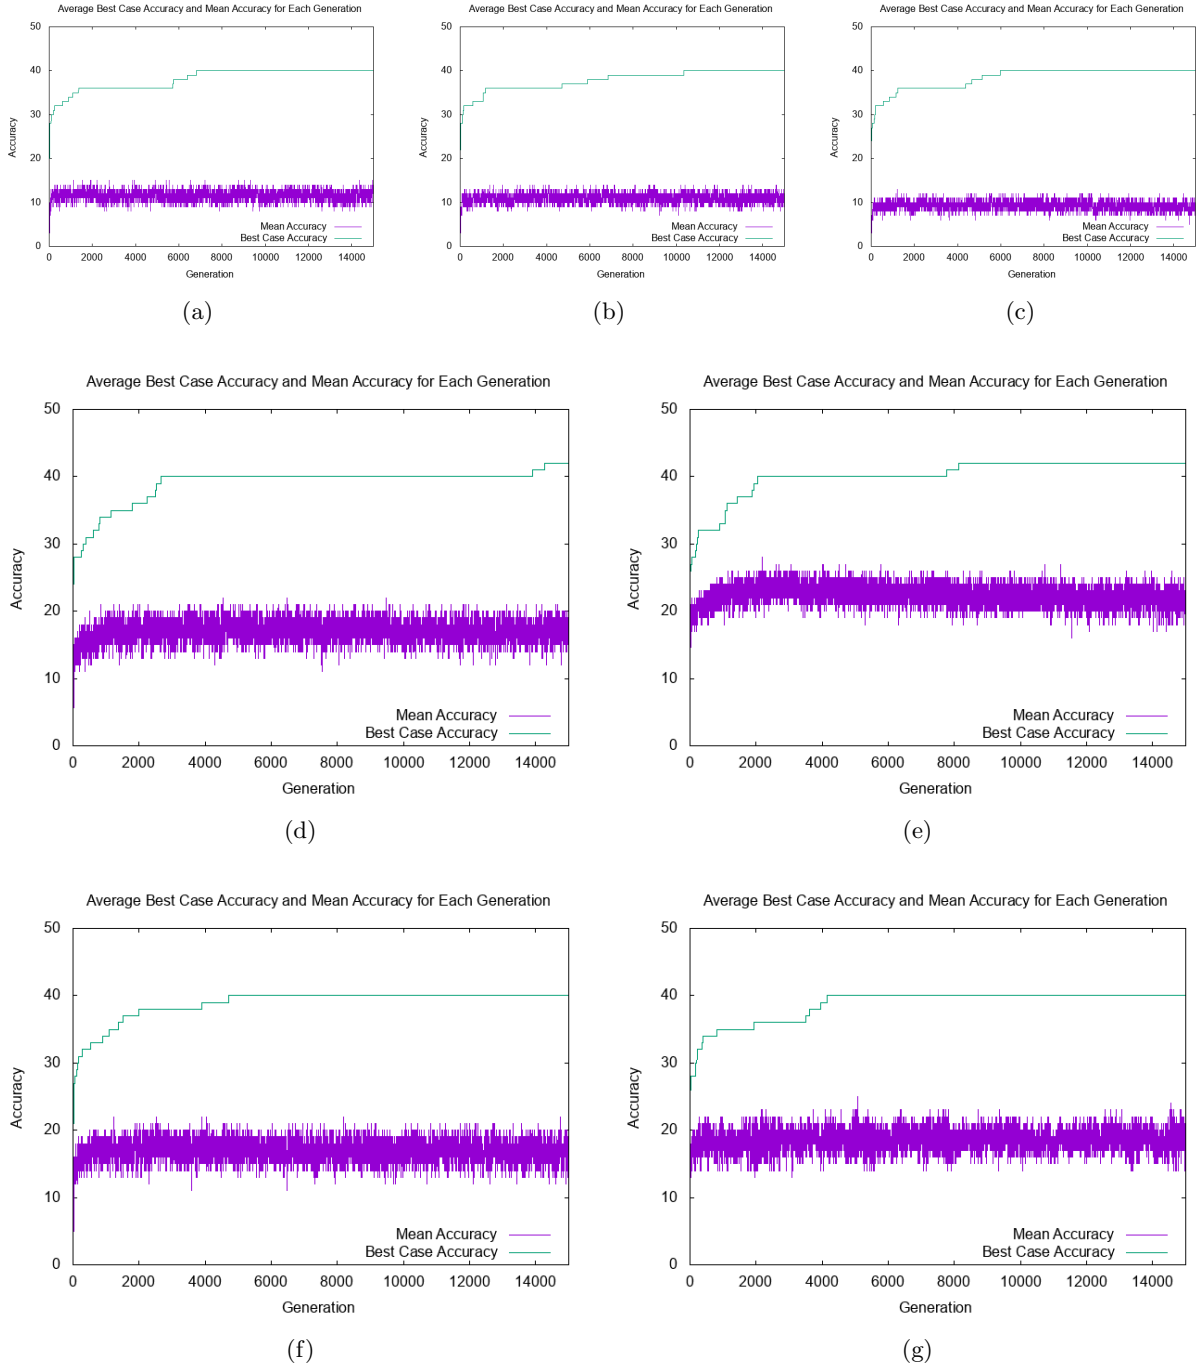 Average Best Case Accuracy and Mean Accuracy for Each Generation
50
40
30
20
10
0
Accuracy
Mean Accuracy
Best Case Accuracy
0 2000 4000 6000 8000 10000 12000 14000
Generation
(a)
Average Best Case Accuracy and Mean Accuracy for Each Generation
50
40
30
20
10
0
Accuracy
Mean Accuracy
Best Case Accuracy
0 2000 4000 6000 8000 10000 12000 14000
Generation
(b)
Average Best Case Accuracy and Mean Accuracy for Each Generation
50
40
30
20
10
0
Accuracy
Mean Accuracy
Best Case Accuracy
0 2000 4000 6000 8000 10000 12000 14000
Generation
(c)
Average Best Case Accuracy and Mean Accuracy for Each Generation
50
40
30
20
10
0
Accuracy
Mean Accuracy
Best Case Accuracy
0 2000 4000 6000 8000 10000 12000 14000
Generation
(d)
Average Best Case Accuracy and Mean Accuracy for Each Generation
50
40
30
20
10
0
Accuracy
Mean Accuracy
Best Case Accuracy
0 2000 4000 6000 8000 10000 12000 14000
Generation
(e)
Average Best Case Accuracy and Mean Accuracy for Each Generation
50
40
30
20
10
0
Accuracy
Mean Accuracy
Best Case Accuracy
0 2000 4000 6000 8000 10000 12000 14000
Generation
(f)
Average Best Case Accuracy and Mean Accuracy for Each Generation
50
40
30
20
10
0
Accuracy
Mean Accuracy
Best Case Accuracy
0 2000 4000 6000 8000 10000 12000 14000
Generation
(g)